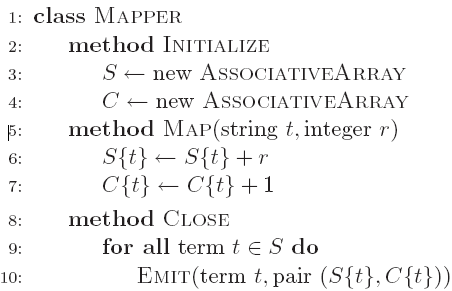 1: class MAPPER
2: method INITIALIZE
3: S ← new ASSOCIATIVEARRAY
4: C ← new ASSOCIATIVEARRAY
5: method MAP(string t, integer r)
6: S{t} ← S{t} + r
7: C{t} ← C{t} + 1
8: method CLOSE
9: for all term t ∈ S do
10: EMIT(term t, pair (S{t}, C{t}))